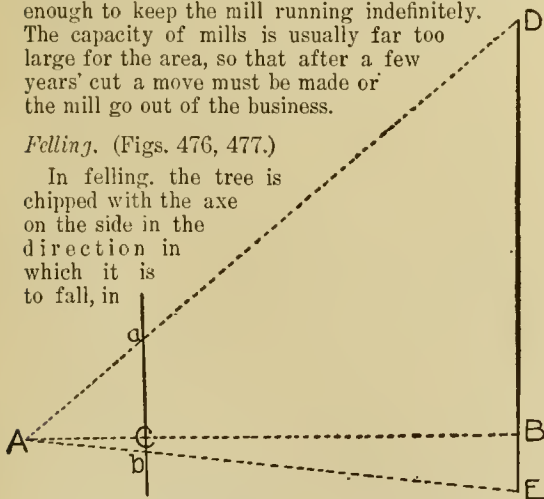 enough to keep the mill running indefinitely.
The capacity of mills is usually far too
large for the area, so that after a few
years' cut a move must be made or
the mill go out of the business.
Felling. (Figs. 476, 477.)
In felling. the tree is
chipped with the axe
on the side in the
direction in
which it is
to fall, in
D
a
A
C
B
b
E